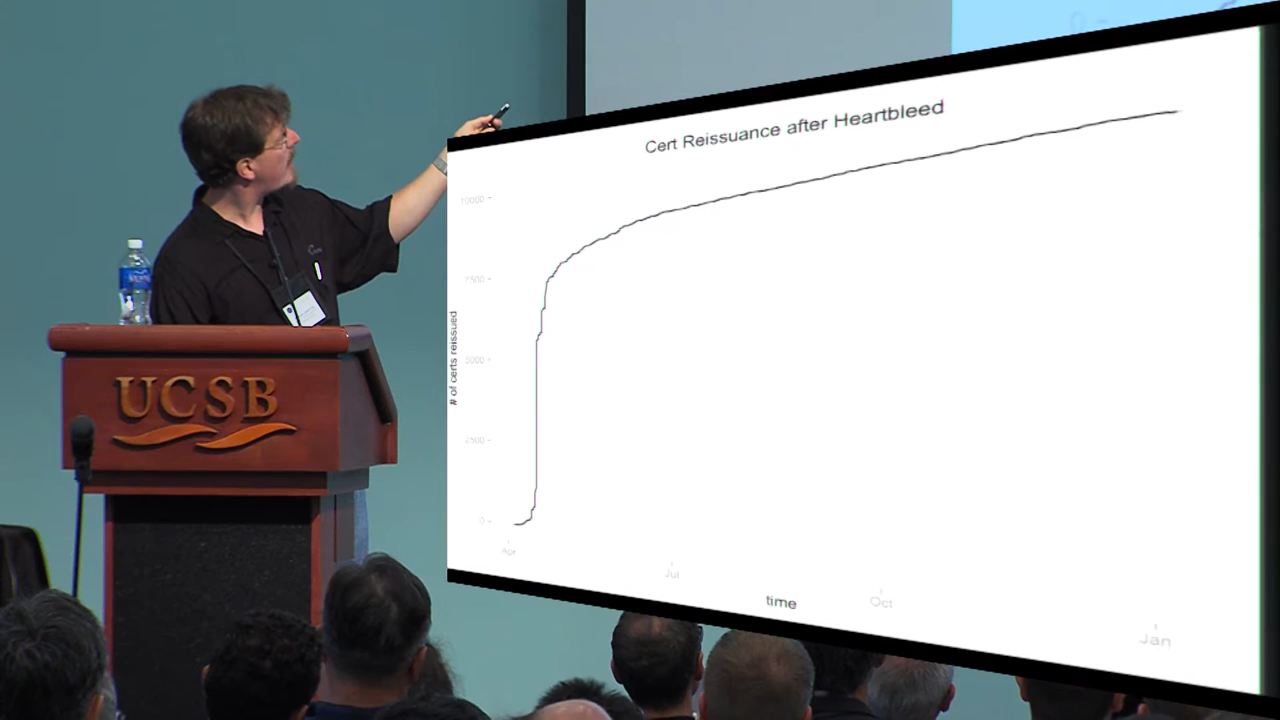 Cert Reissuance after Heartbleed
10000
7500
5000
2500
0
# of certs reissued
Apr
Jul
Oct
Jan
time
UCSB